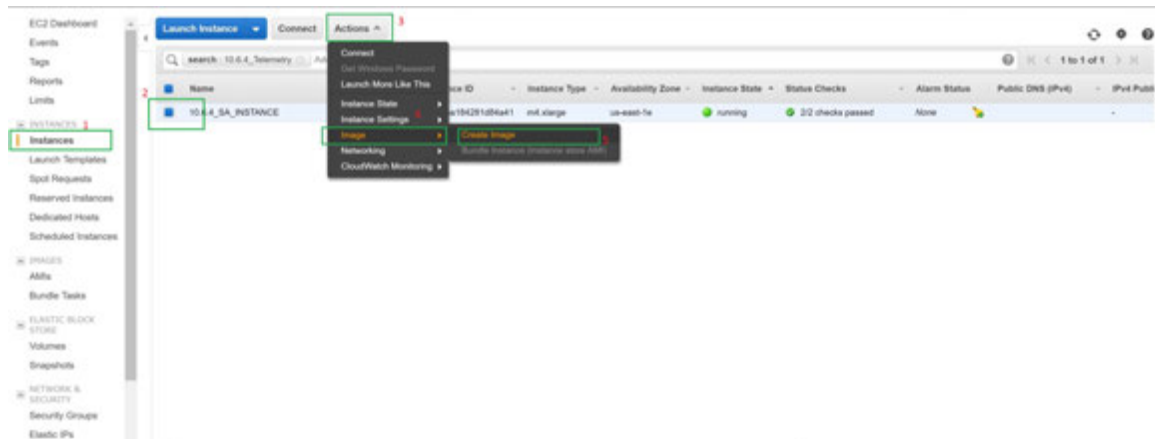 EC2 Dashboard
Events
Tags
Reports
Limits
INSTANCES 1
Instances
Launch Templates
Spot Requests
Reserved Instances
Dedicated Hosts
Scheduled Instances
IMAGES
AMIs
Bundle Tasks
ELASTIC BLOCK
STORE
Volumes
Snapshots
NETWORK &
SECURITY
Security Groups
Elastic IPs
Launch Instance Connect Actions 3
search : 10.6.4_Telemetry 1 to 1 of 1
2 Name Instance Type Availability Zone Instance State Status Checks Alarm Status Public DNS (IPv4) IPv4 Publi
10.6.4_SA_INSTANCE m4.xlarge us-east-1e running 2/2 checks passed None -
Connect
Get Windows Password
Launch More Like This
Instance State
Instance Settings
Image
Networking
CloudWatch Monitoring
Create Image 5
Bundle Instance (instance store AMI)